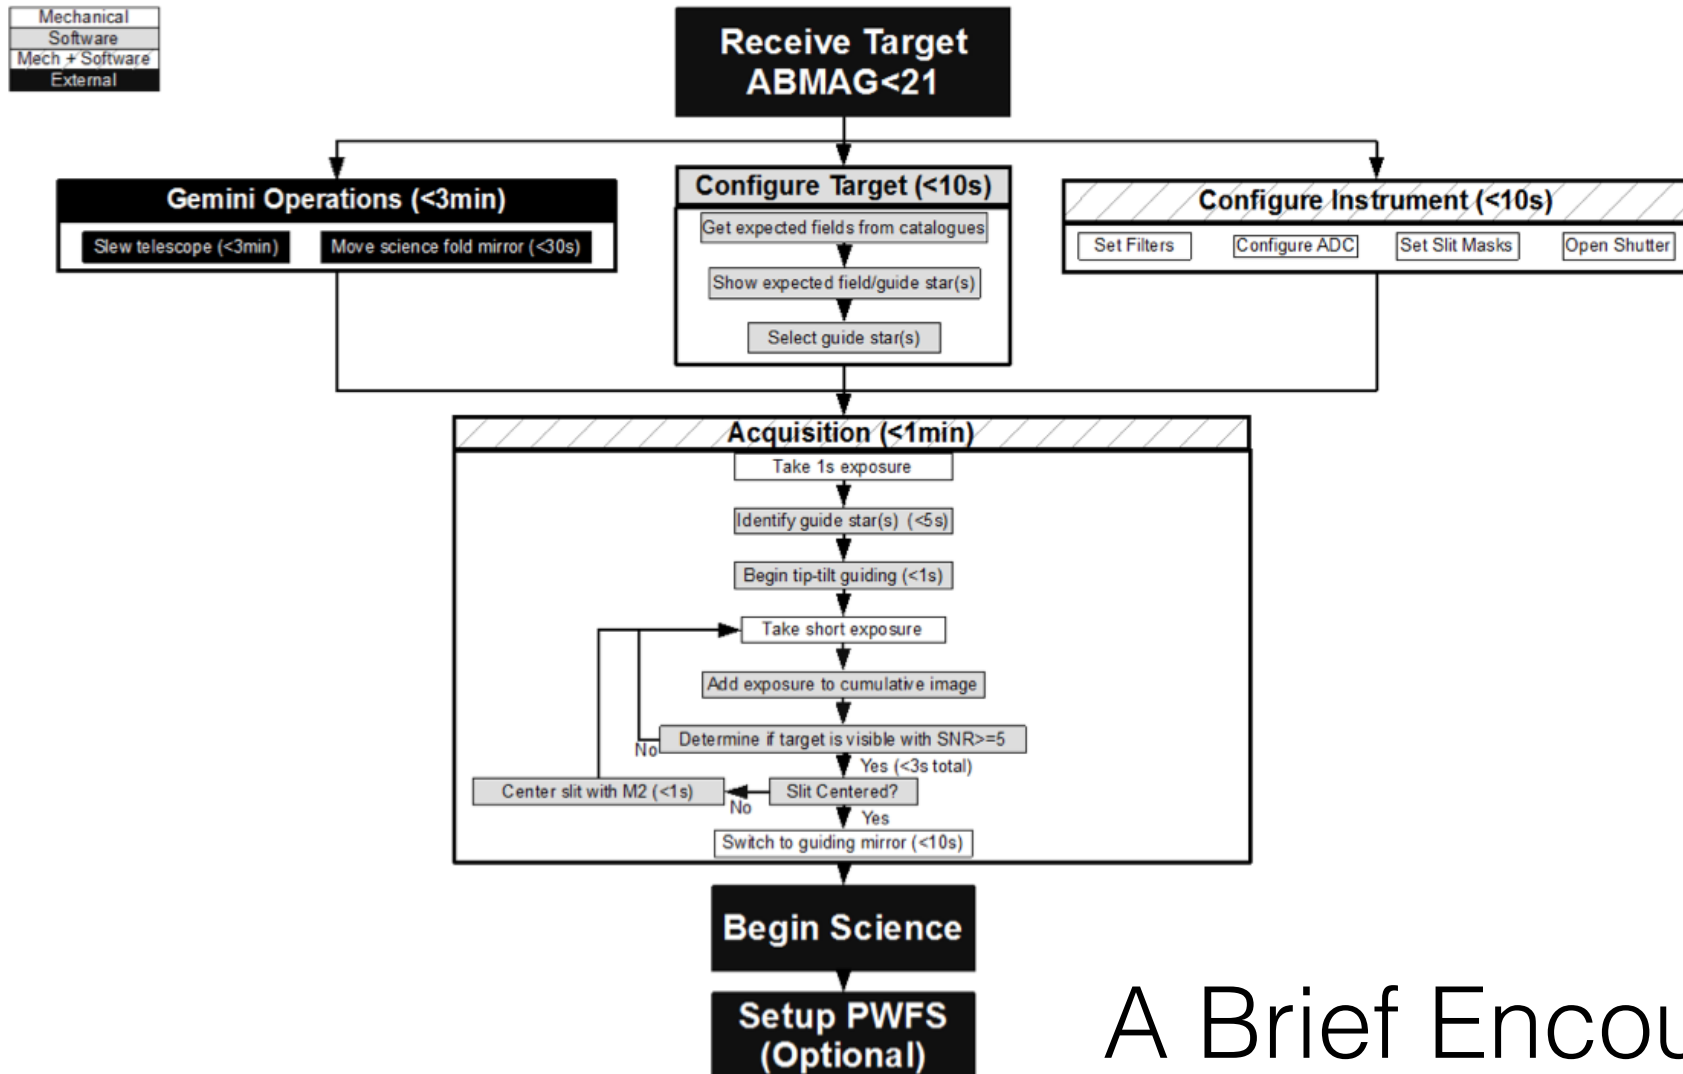 Mechanical
Software
Mech + Software
External
Receive Target
ABMAG<21
Gemini Operations (<3min)
Slew telescope (<3min)
Move science fold mirror (<30s)
Configure Target (<10s)
Get expected fields from catalogues
Show expected field/guide star(s)
Select guide star(s)
Configure Instrument (<10s)
Set Filters
Configure ADC
Set Slit Masks
Open Shutter
Acquisition (<1min)
Take 1s exposure
Identify guide star(s) (<5s)
Begin tip-tilt guiding (<1s)
Take short exposure
Add exposure to cumulative image
Determine if target is visible with SNR>=5
No
Yes (<3s total)
Center slit with M2 (<1s)
No
Slit Centered?
Yes
Switch to guiding mirror (<10s)
Begin Science
Setup PWFS
(Optional)
A Brief Encou